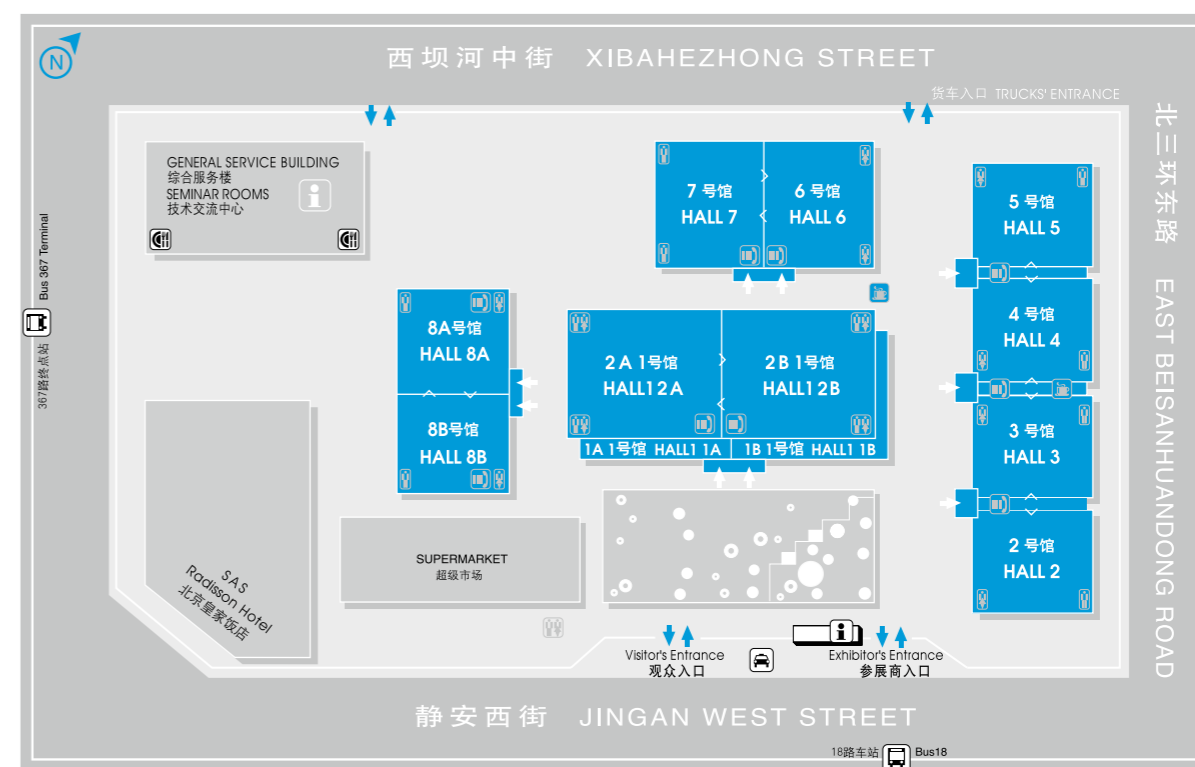 N
西坝河中街 XIBAHEZHONG STREET
货车入口 TRUCKS' ENTRANCE
北三环东路 EAST BEISANHUANDONG ROAD
GENERAL SERVICE BUILDING
综合服务楼
SEMINAR ROOMS
技术交流中心
367路终点站 Bus 367 Terminal
7 号馆
HALL 7
6 号馆
HALL 6
5 号馆
HALL 5
8A号馆
HALL 8A
2A 1号馆
HALL1 2A
2B 1号馆
HALL1 2B
4 号馆
HALL 4
8B号馆
HALL 8B
1A 1号馆 HALL1 1A
1B 1号馆 HALL1 1B
3 号馆
HALL 3
2 号馆
HALL 2
SUPERMARKET
超级市场
SAS
Radisson Hotel
北京皇家饭店
Visitor's Entrance
观众入口
Exhibitor's Entrance
参展商入口
静安西街 JINGAN WEST STREET
18路车站 Bus18